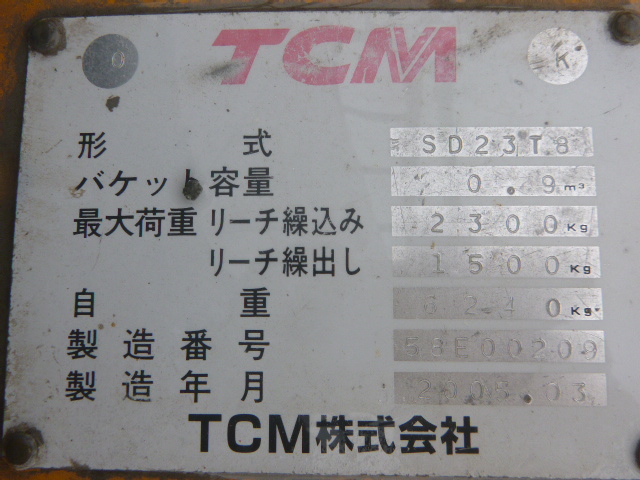 0 TCM K
形式 SD23T8
バケット容量 0.9m³
最大荷重 リーチ繰込み 2300Kg
リーチ繰出し 1500Kg
自重 6240Kg
製造番号 58E00209
製造年月
TCM株式会社